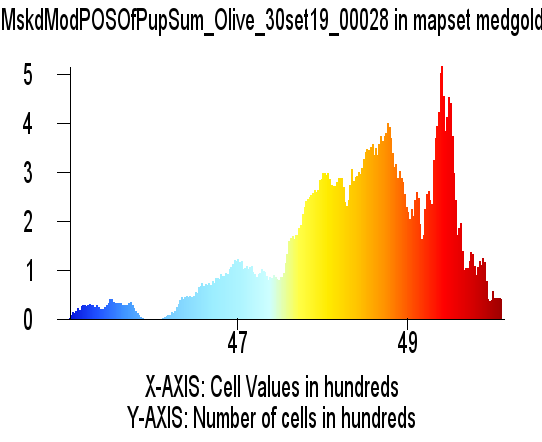 MskdModPOSOfPupSum_Olive_30set19_00028 in mapset medgold
5
4
3
2
1
0
47 49
X-AXIS: Cell Values in hundreds
Y-AXIS: Number of cells in hundreds